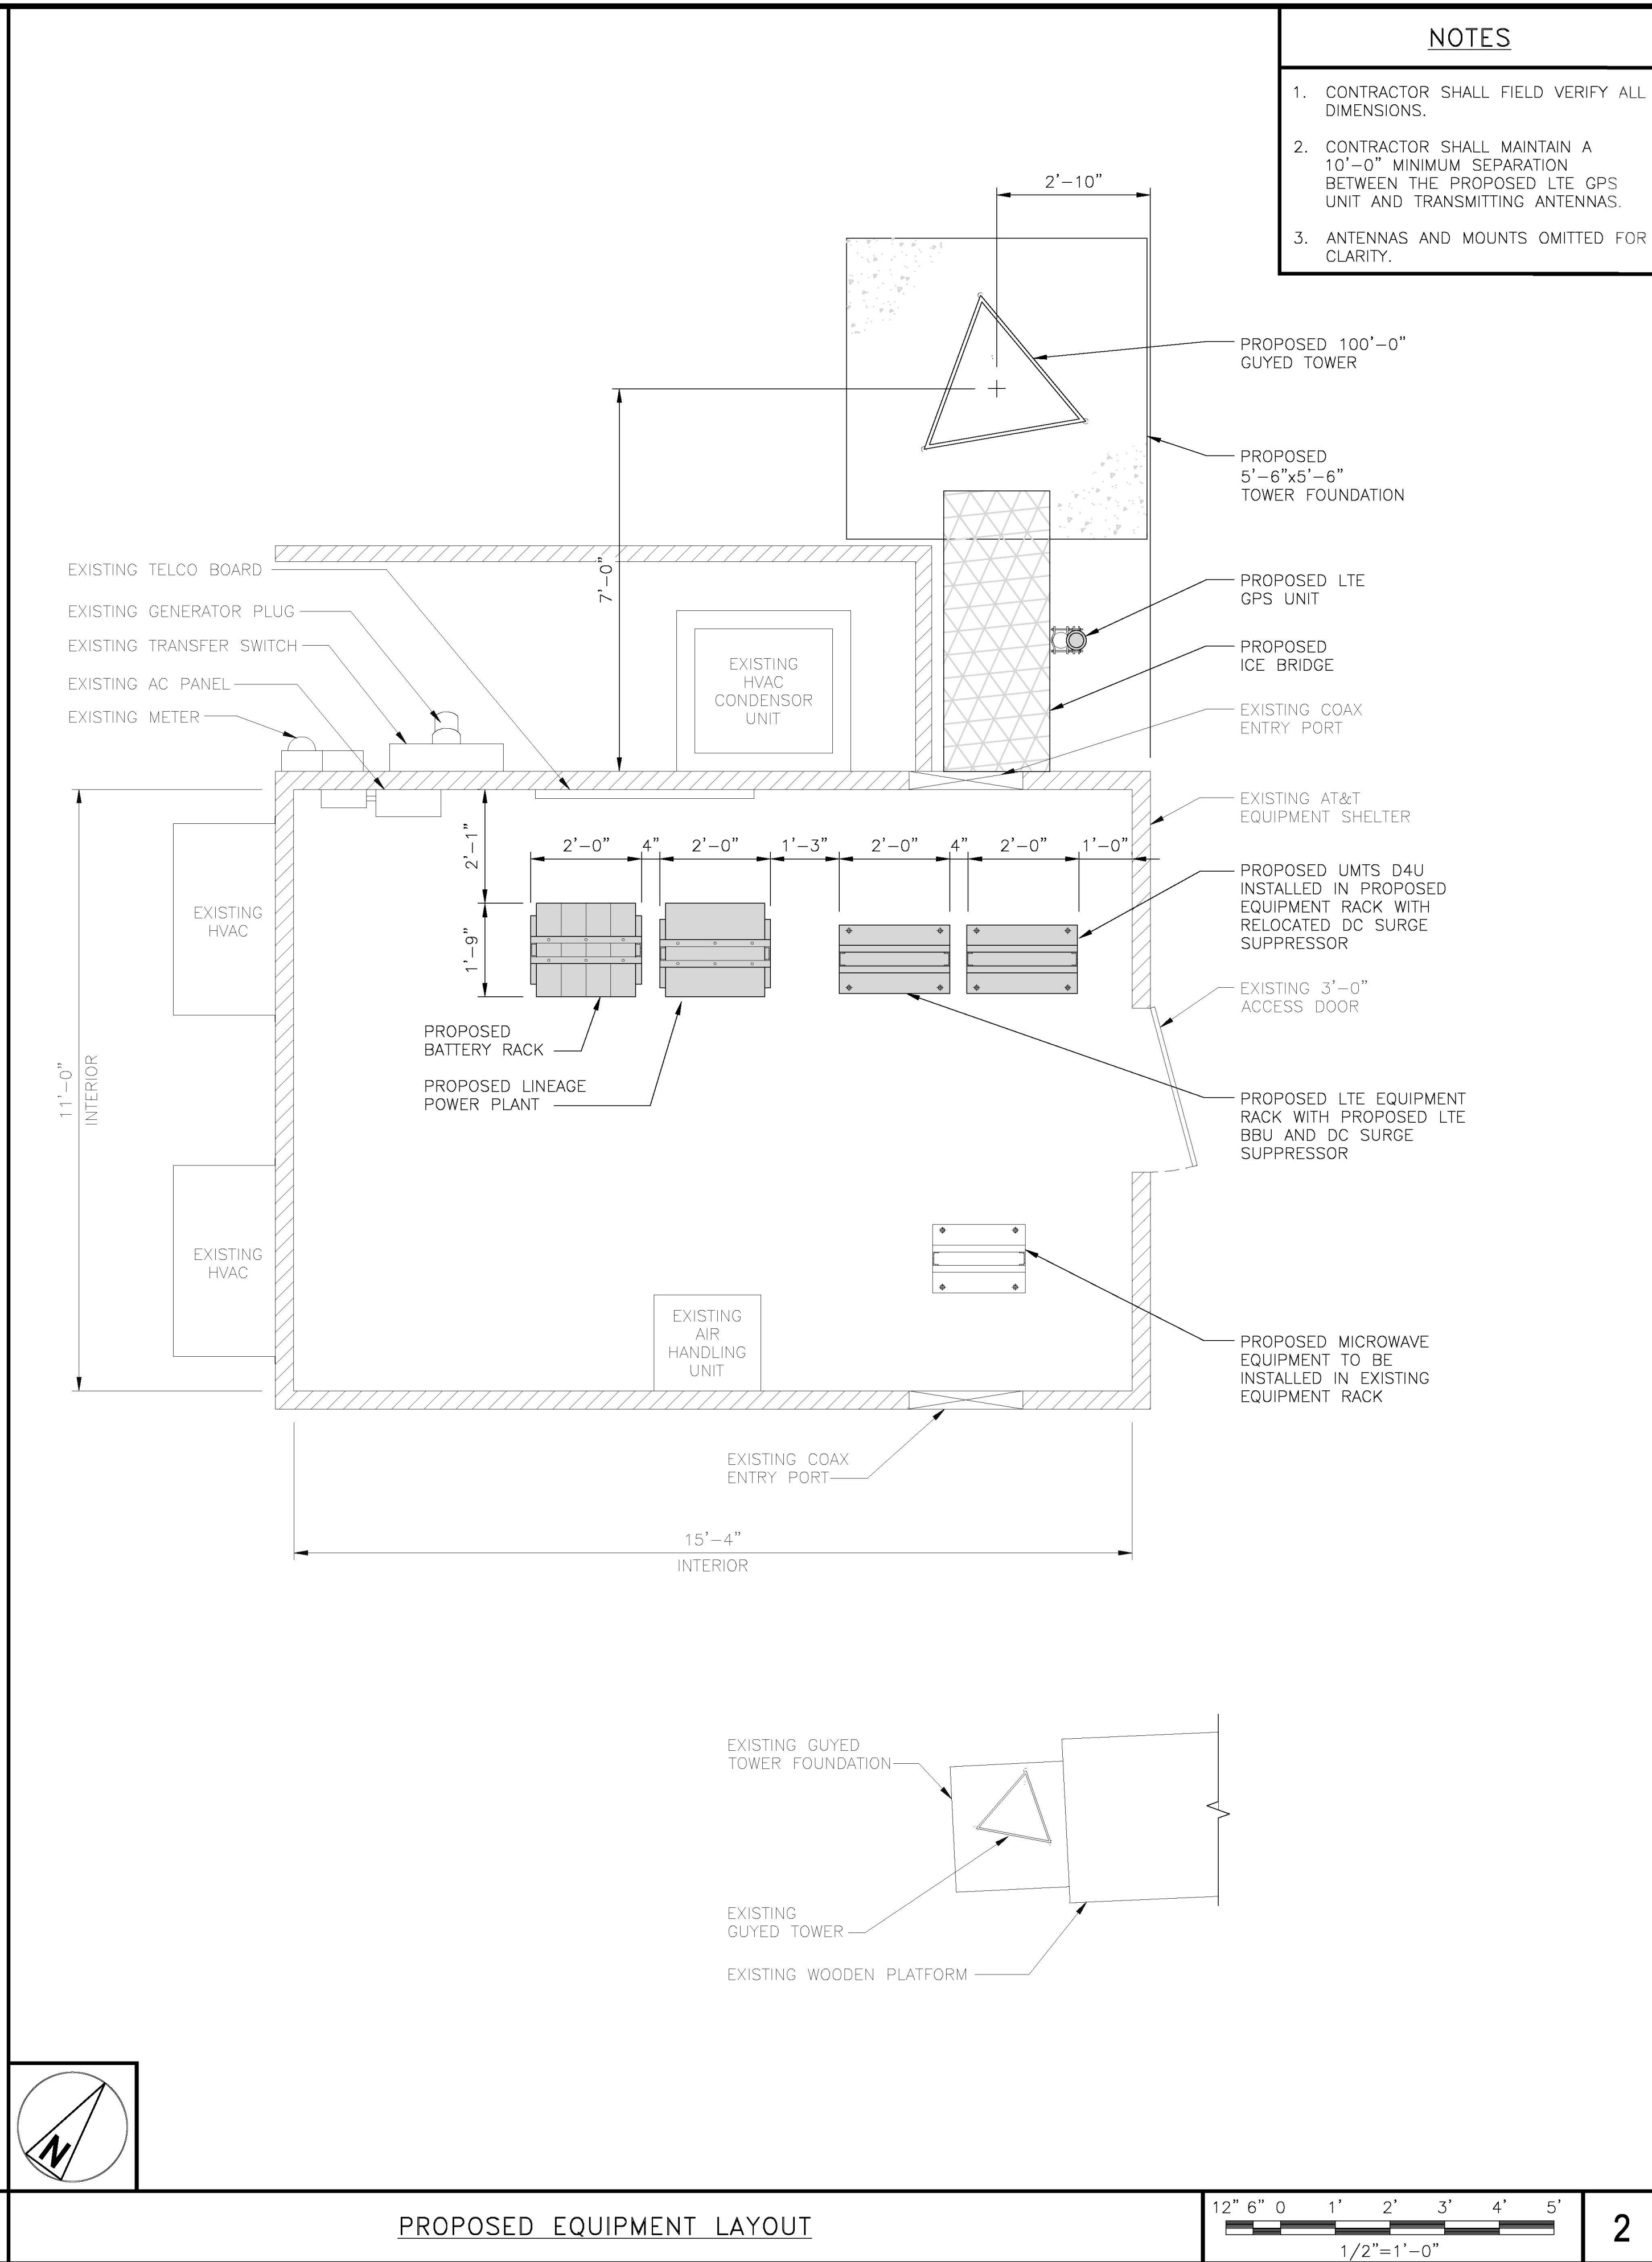 NOTES
1. CONTRACTOR SHALL FIELD VERIFY ALL
DIMENSIONS.
2. CONTRACTOR SHALL MAINTAIN A
10'-0" MINIMUM SEPARATION
BETWEEN THE PROPOSED LTE GPS
UNIT AND TRANSMITTING ANTENNAS.
3. ANTENNAS AND MOUNTS OMITTED FOR
CLARITY.
2'-10"
PROPOSED 100'-0"
GUYED TOWER
PROPOSED
5'-6"x5'-6"
TOWER FOUNDATION
7'-0"
EXISTING TELCO BOARD
EXISTING GENERATOR PLUG
EXISTING TRANSFER SWITCH
EXISTING AC PANEL
EXISTING METER
EXISTING
HVAC
CONDENSOR
UNIT
PROPOSED LTE
GPS UNIT
PROPOSED
ICE BRIDGE
EXISTING COAX
ENTRY PORT
EXISTING AT&T
EQUIPMENT SHELTER
2'-1"
2'-0"
4"
2'-0"
1'-3"
2'-0"
4"
2'-0"
1'-0"
1'-9"
PROPOSED UMTS D4U
INSTALLED IN PROPOSED
EQUIPMENT RACK WITH
RELOCATED DC SURGE
SUPPRESSOR
EXISTING
HVAC
EXISTING 3'-0"
ACCESS DOOR
PROPOSED
BATTERY RACK
PROPOSED LINEAGE
POWER PLANT
11'-0"
INTERIOR
PROPOSED LTE EQUIPMENT
RACK WITH PROPOSED LTE
BBU AND DC SURGE
SUPPRESSOR
EXISTING
HVAC
EXISTING
AIR
HANDLING
UNIT
PROPOSED MICROWAVE
EQUIPMENT TO BE
INSTALLED IN EXISTING
EQUIPMENT RACK
EXISTING COAX
ENTRY PORT
15'-4"
INTERIOR
EXISTING GUYED
TOWER FOUNDATION
EXISTING
GUYED TOWER
EXISTING WOODEN PLATFORM
N
PROPOSED EQUIPMENT LAYOUT
12" 6" 0 1' 2' 3' 4' 5'
1/2"=1'-0"
2